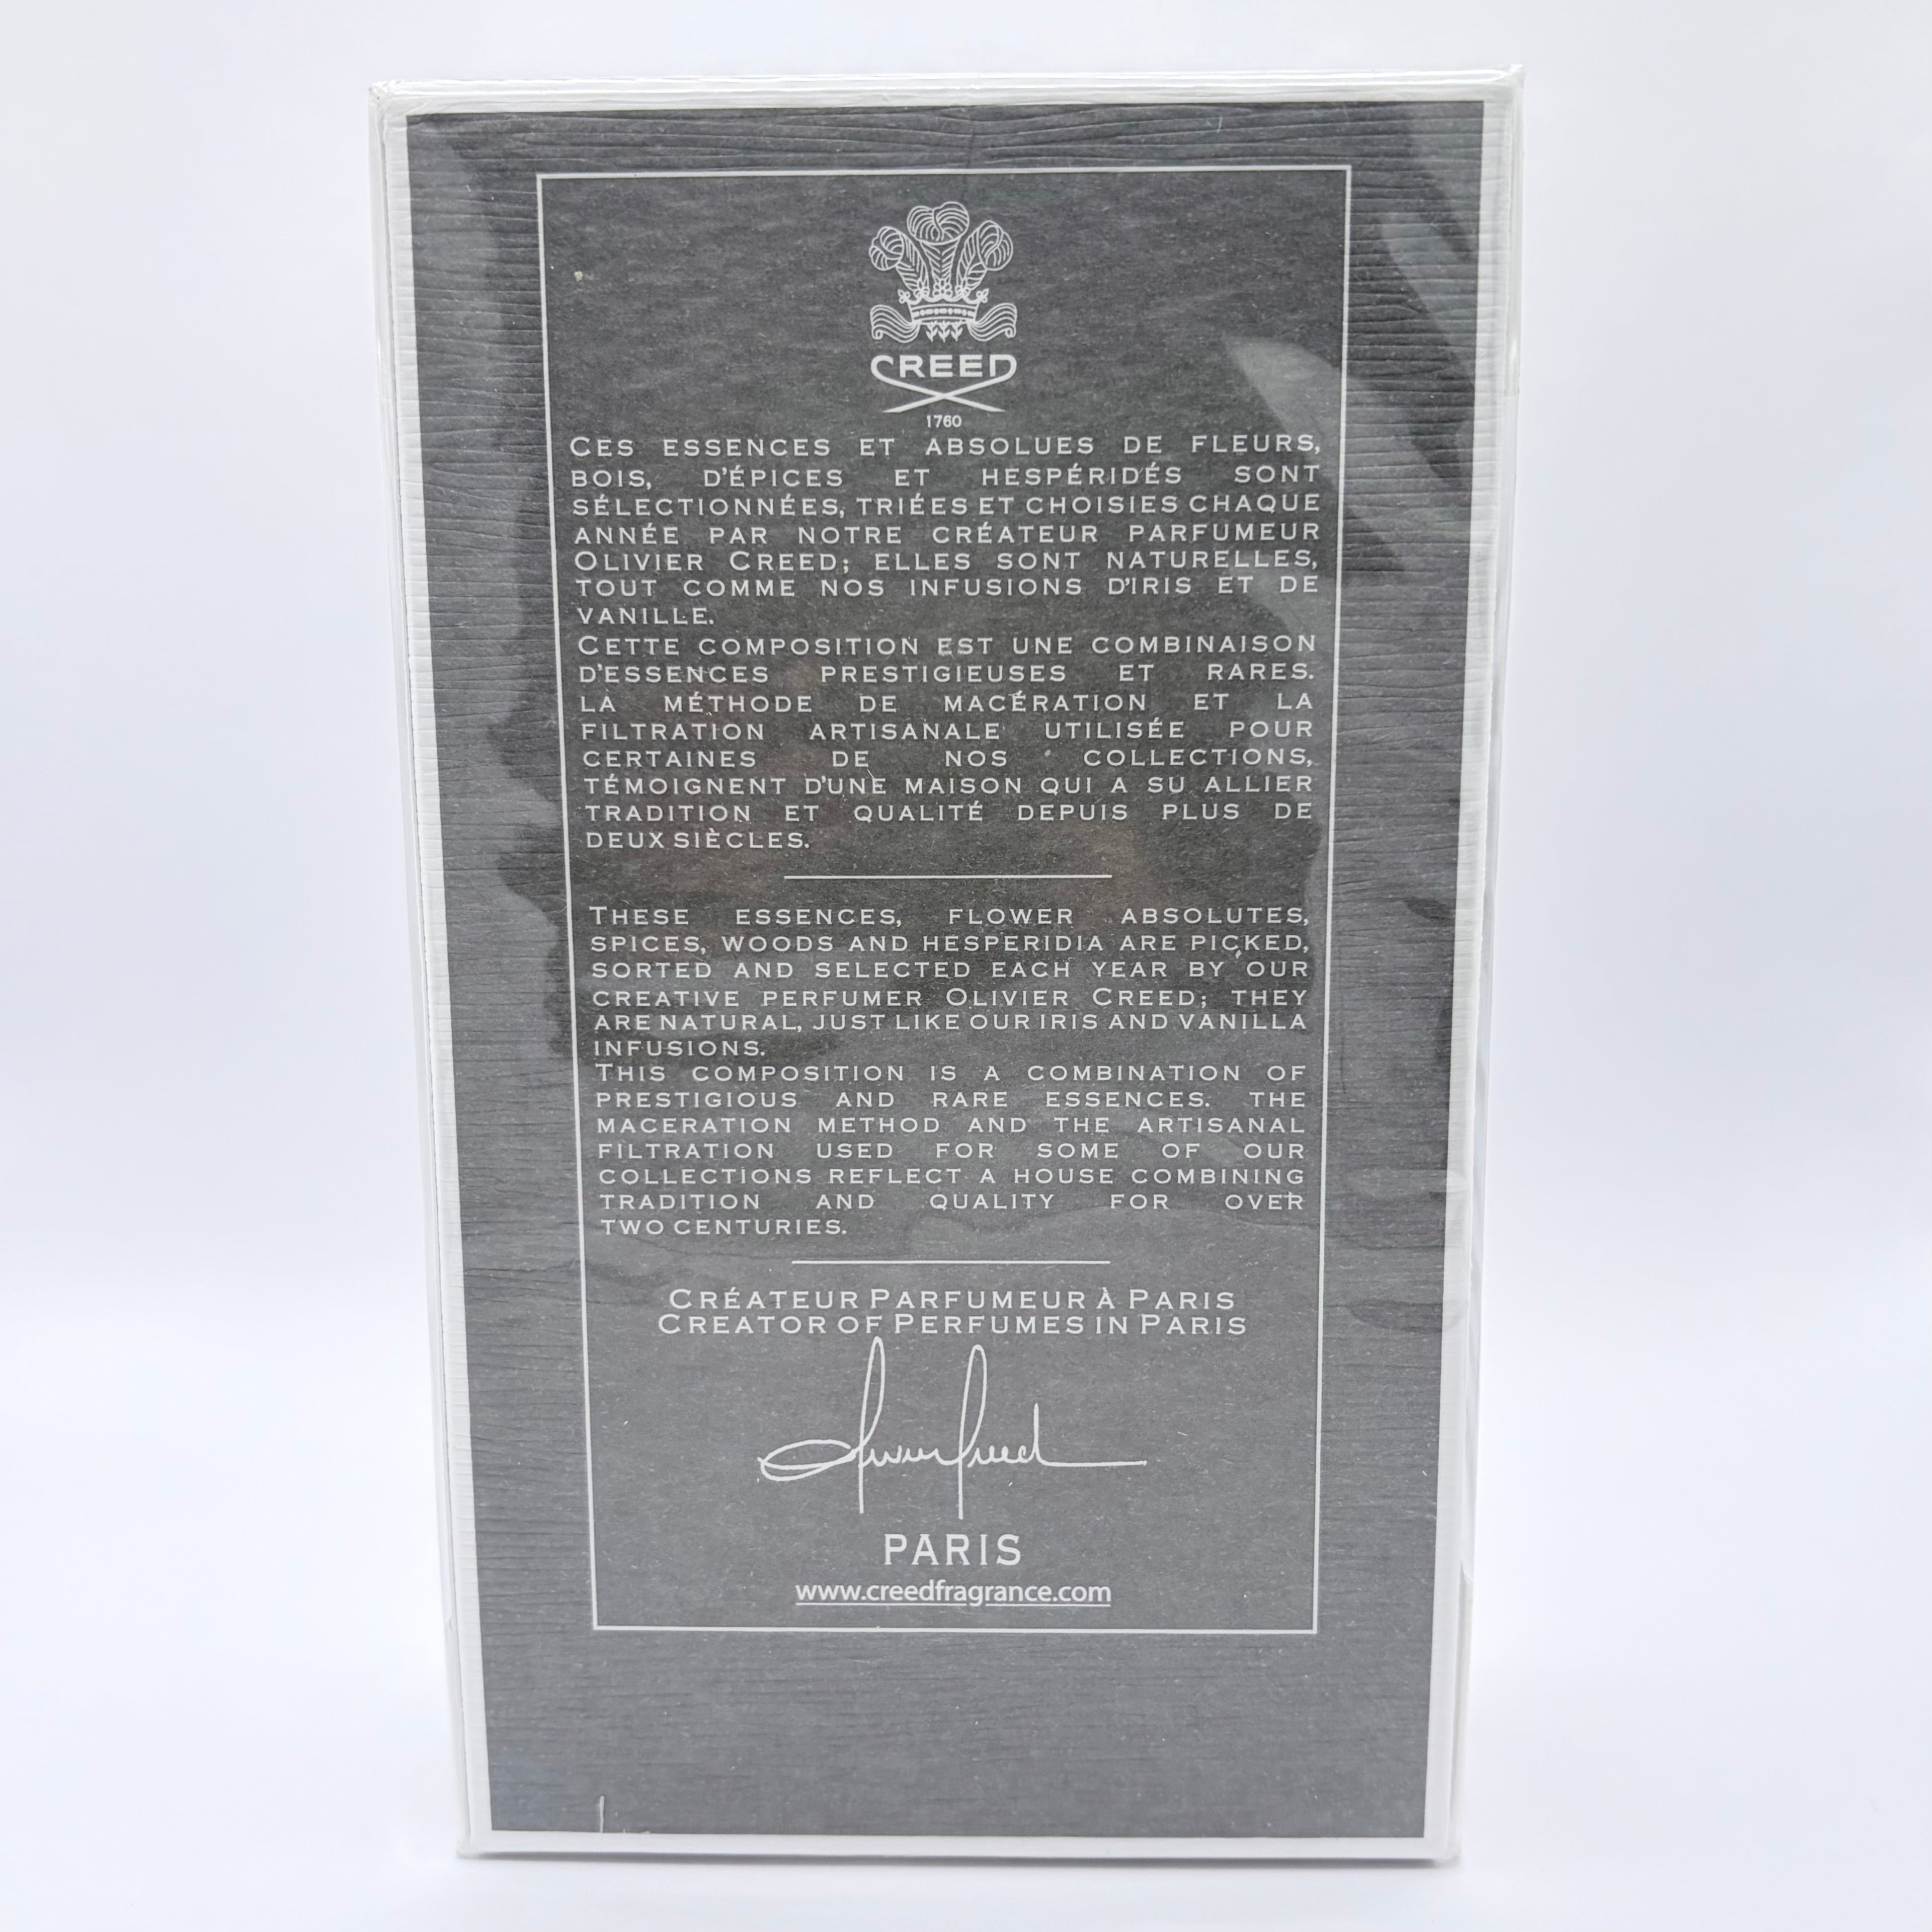 CREED
1760
CES ESSENCES ET ABSOLUES DE FLEURS,
BOIS, D'ÉPICES ET HESPÉRIDÉS SONT
SÉLECTIONNÉES, TRIÉES ET CHOISIES CHAQUE
ANNÉE PAR NOTRE CRÉATEUR PARFUMEUR
OLIVIER CREED; ELLES SONT NATURELLES,
TOUT COMME NOS INFUSIONS D'IRIS ET DE
VANILLE.
CETTE COMPOSITION EST UNE COMBINAISON
D'ESSENCES PRESTIGIEUSES ET RARES.
LA MÉTHODE DE MACÉRATION ET LA
FILTRATION ARTISANALE UTILISÉE POUR
CERTAINES DE NOS COLLECTIONS,
TÉMOIGNENT D'UNE MAISON QUI A SU ALLIER
TRADITION ET QUALITÉ DEPUIS PLUS DE
DEUX SIÈCLES.
THESE ESSENCES, FLOWER ABSOLUTES,
SPICES, WOODS AND HESPERIDIA ARE PICKED,
SORTED AND SELECTED EACH YEAR BY OUR
CREATIVE PERFUMER OLIVIER CREED; THEY
ARE NATURAL, JUST LIKE OUR IRIS AND VANILLA
INFUSIONS.
THIS COMPOSITION IS A COMBINATION OF
PRESTIGIOUS AND RARE ESSENCES. THE
MACERATION METHOD AND THE ARTISANAL
FILTRATION USED FOR SOME OF OUR
COLLECTIONS REFLECT A HOUSE COMBINING
TRADITION AND QUALITY FOR OVER
TWO CENTURIES.
CRÉATEUR PARFUMEUR À PARIS
CREATOR OF PERFUMES IN PARIS
Olivier Creed
PARIS
www.creedfragrance.com